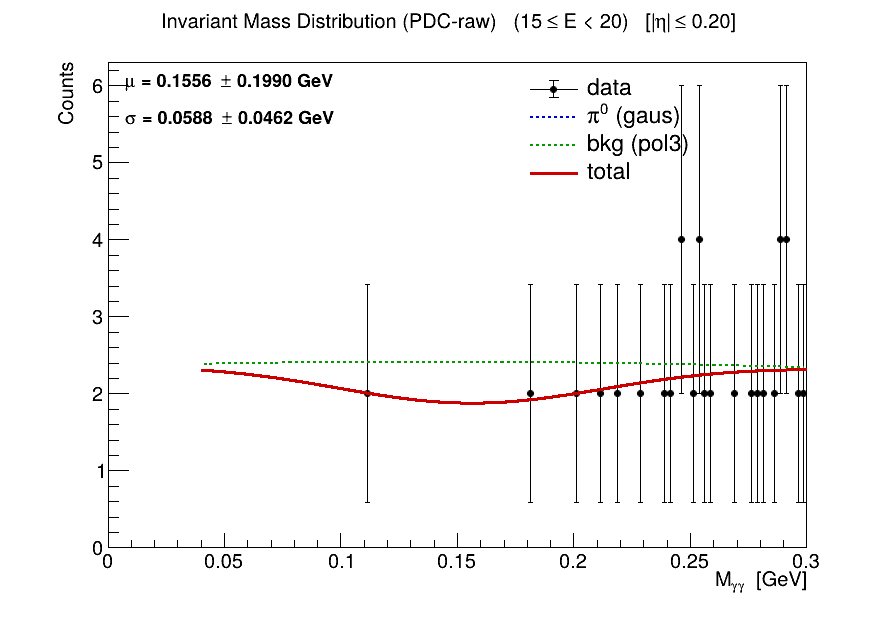 Invariant Mass Distribution (PDC-raw) (15 ≤ E < 20) [|η| ≤ 0.20]
Counts
μ = 0.1556 ± 0.1990 GeV
σ = 0.0588 ± 0.0462 GeV
data
π⁰ (gaus)
bkg (pol3)
total
6
5
4
3
2
1
0
0 0.05 0.1 0.15 0.2 0.25 0.3
M_γγ [GeV]